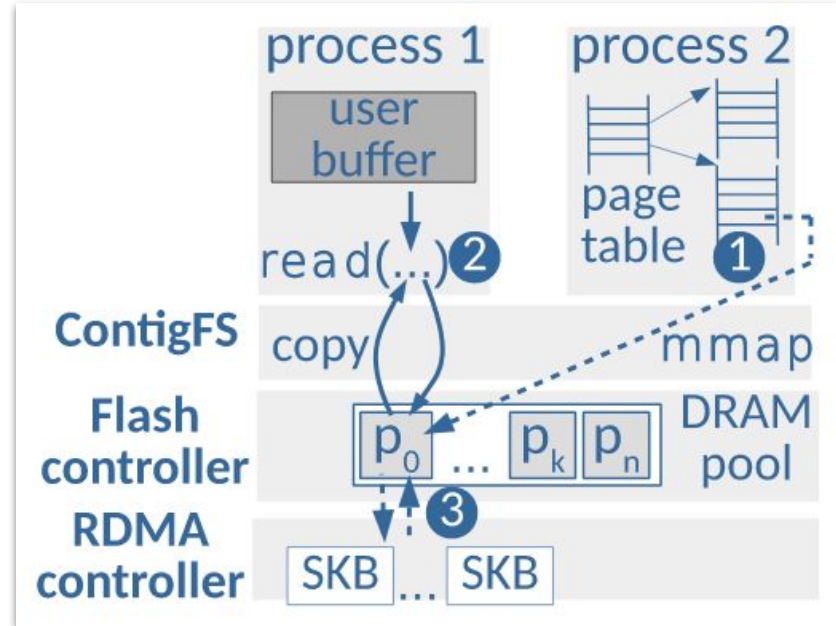 process 1
process 2
user
buffer
page
table
1
read(...)
2
ContigFS
copy
mmap
Flash
controller
p0
...
pk
pn
DRAM
pool
RDMA
controller
3
SKB
...
SKB